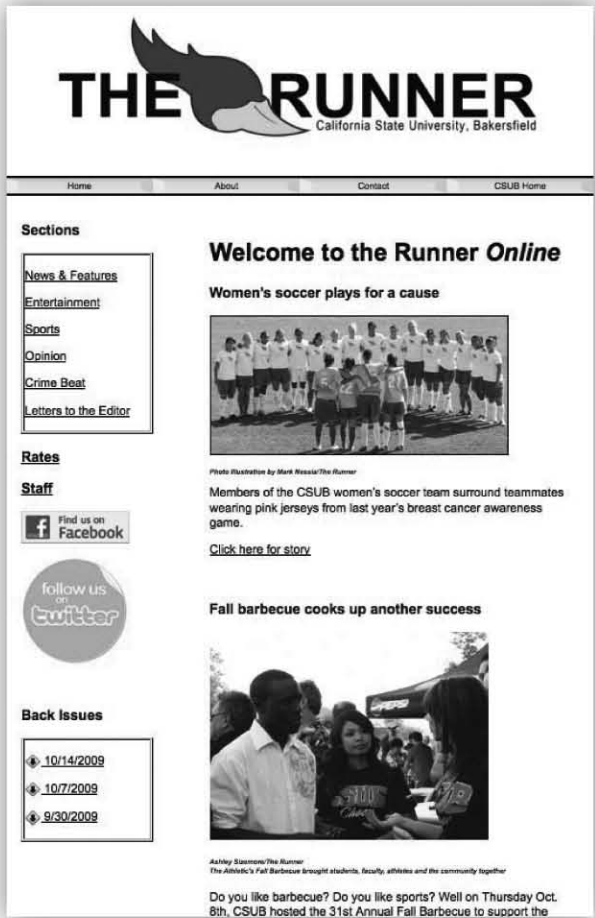 THE RUNNER
California State University, Bakersfield
Home About Contact CSUB Home
Sections
News & Features
Entertainment
Sports
Opinion
Crime Beat
Letters to the Editor
Rates
Staff
Find us on
Facebook
follow us
on
twitter
Back Issues
10/14/2009
10/7/2009
9/30/2009
Welcome to the Runner Online
Women's soccer plays for a cause
Photo Illustration by Mark Nessia/The Runner
Members of the CSUB women's soccer team surround teammates
wearing pink jerseys from last year's breast cancer awareness
game.
Click here for story
Fall barbecue cooks up another success
Ashley Sizemore/The Runner
The Athletic's Fall Barbecue brought students, faculty, athletes and the community together
Do you like barbecue? Do you like sports? Well on Thursday Oct.
8th, CSUB hosted the 31st Annual Fall Barbecue to support the